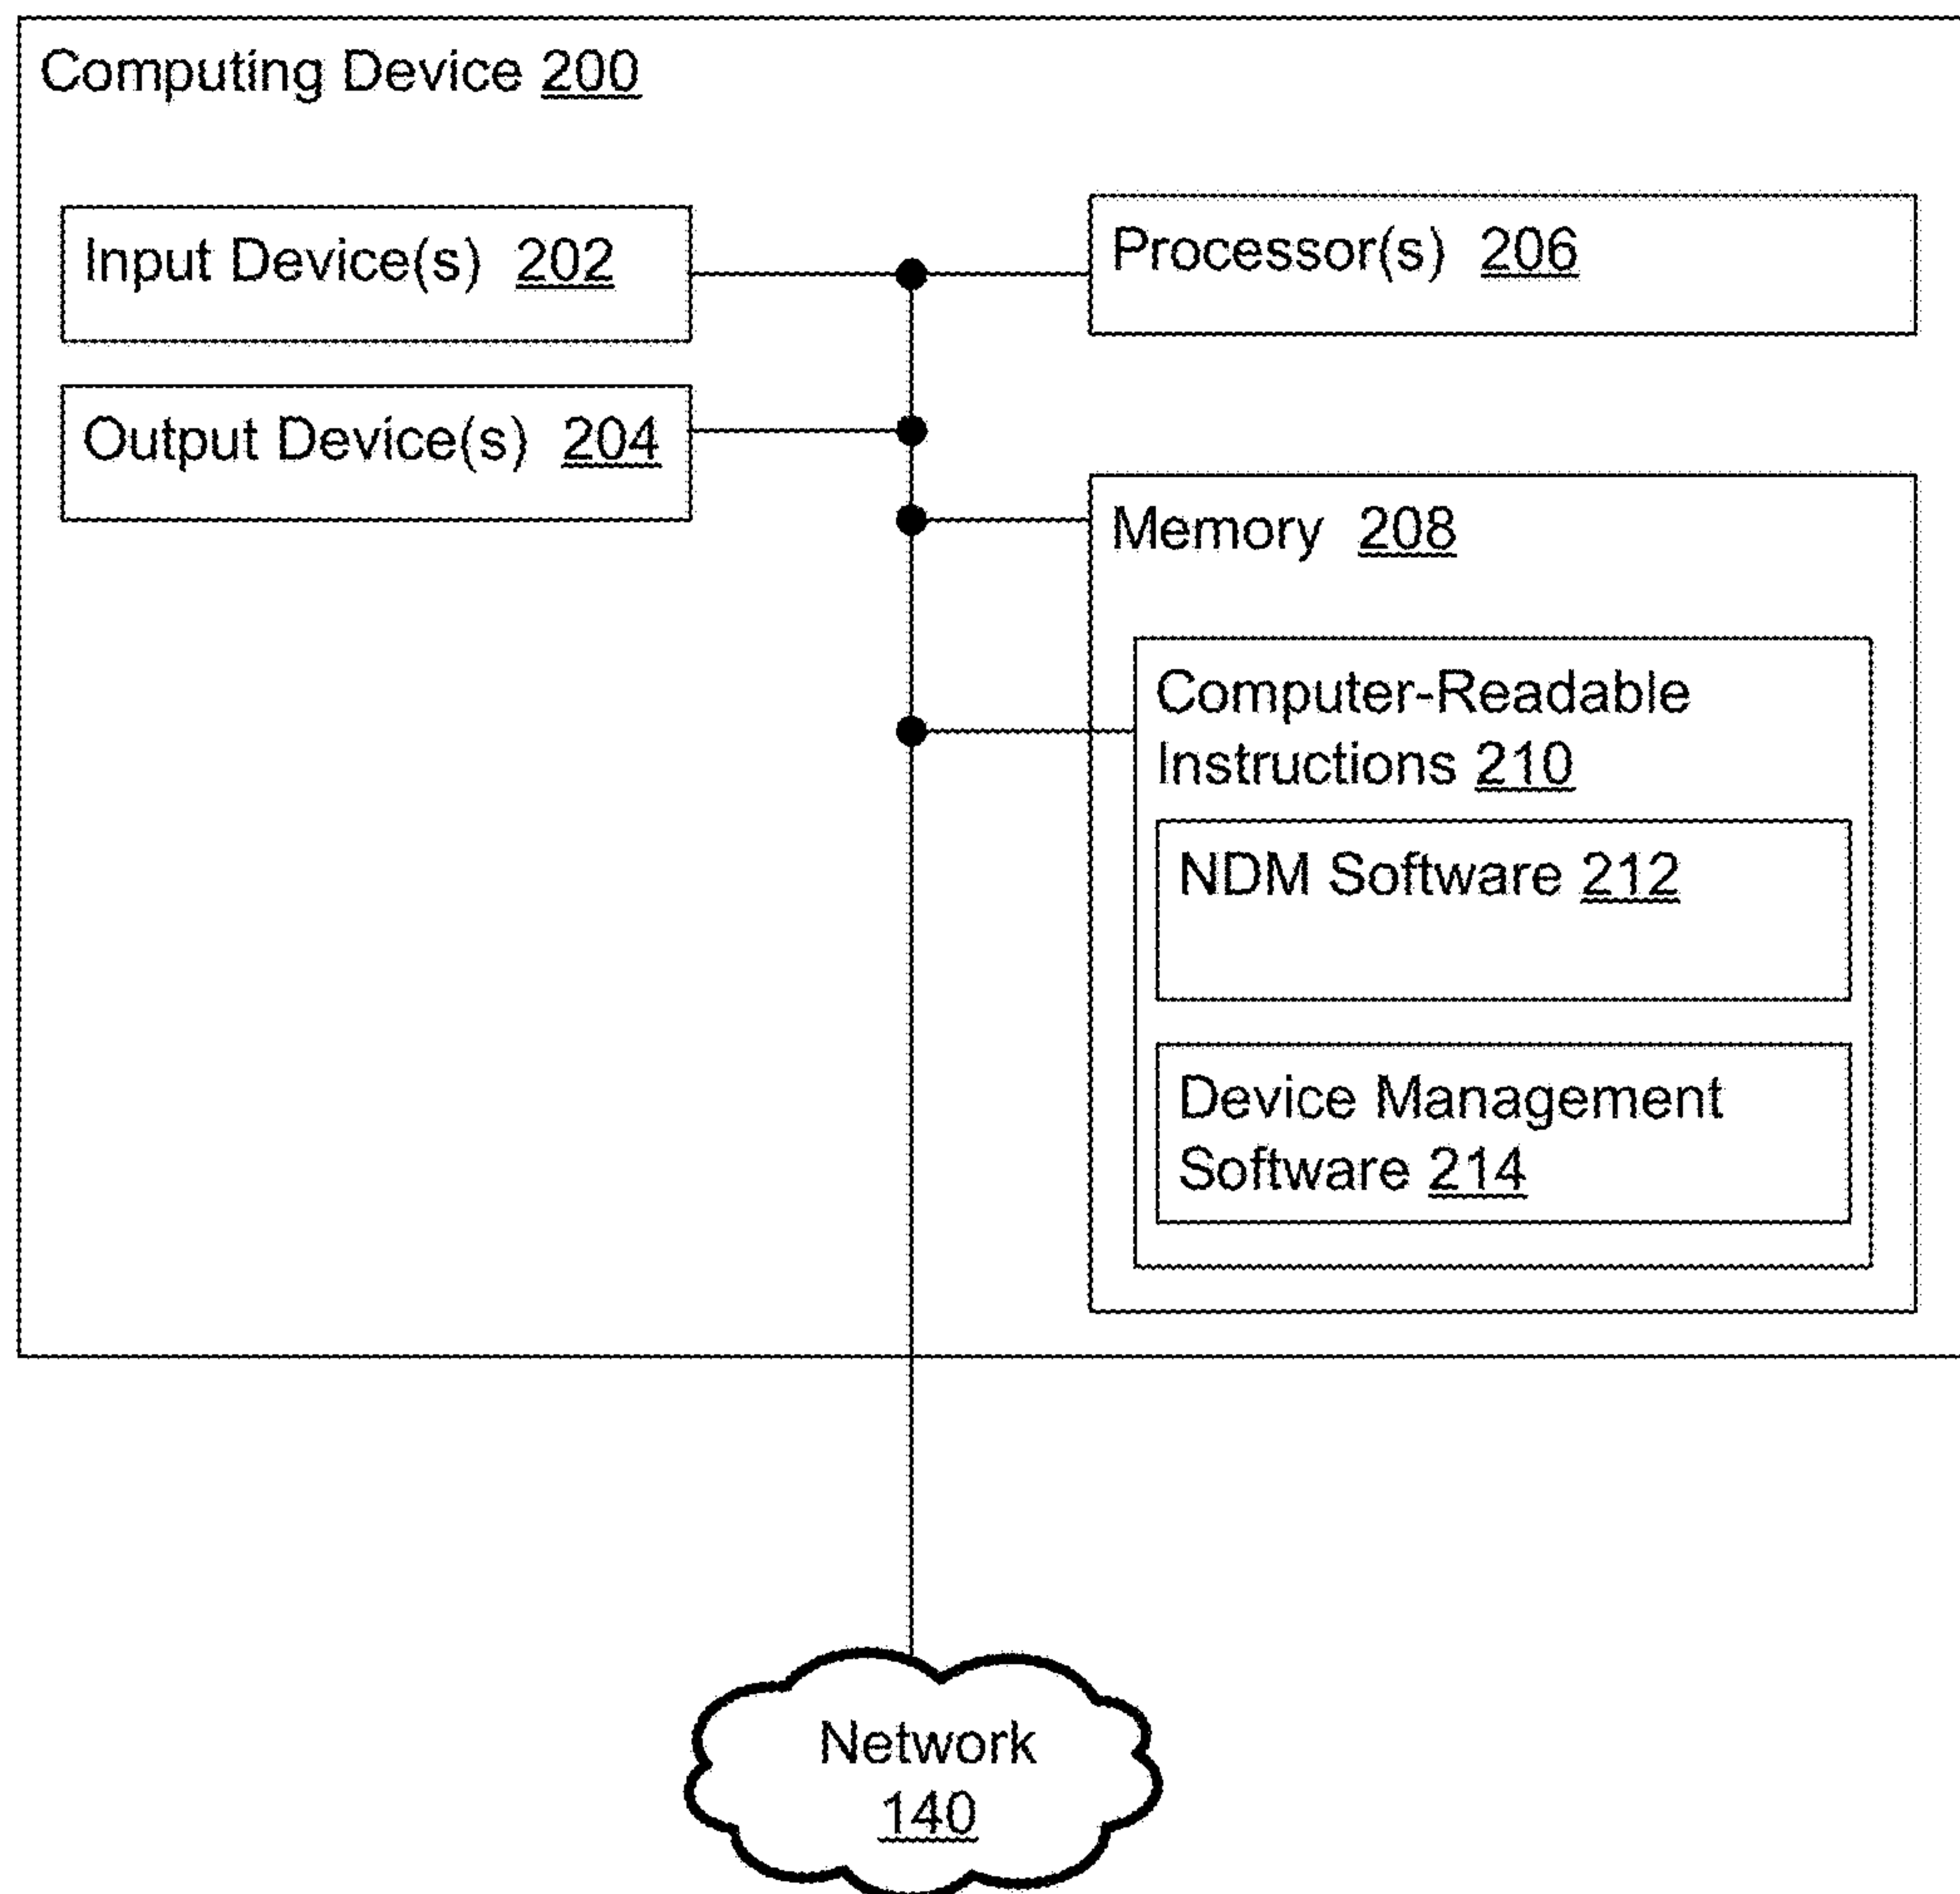 Computing Device 200
Input Device(s) 202
Processor(s) 206
Output Device(s) 204
Memory 208
Computer-Readable
Instructions 210
NDM Software 212
Device Management
Software 214
Network
140